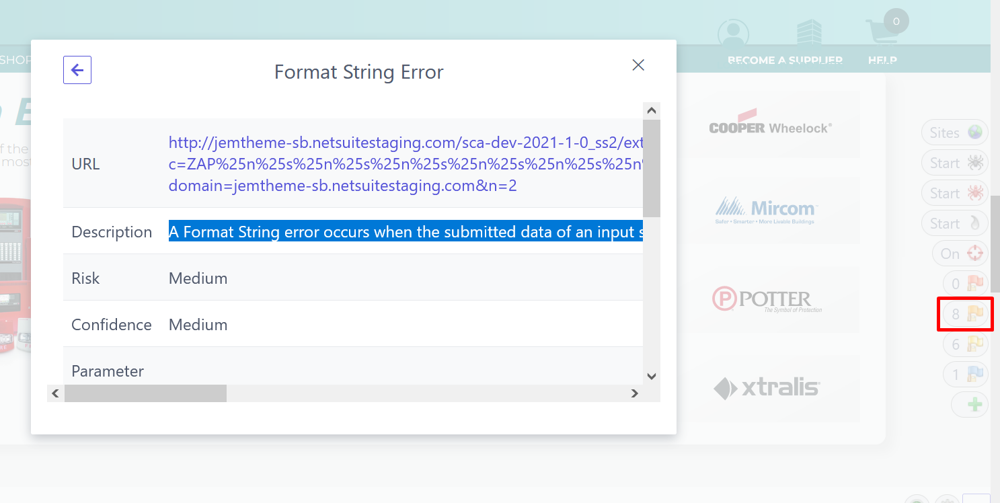 0
SHOP
BECOME A SUPPLIER
HELP
Format String Error
of the
most
URL
http://jemtheme-sb.netsuitestaging.com/sca-dev-2021-1-0_ss2/ext
c=ZAP%25n%25s%25n%25s%25n%25s%25n%25s%25n%25s%25n%
domain=jemtheme-sb.netsuitestaging.com&n=2
Description
A Format String error occurs when the submitted data of an input s
Risk
Medium
Confidence
Medium
Parameter
COOPER Wheelock®
Mircom™
Safer • Smarter • More Livable Buildings
POTTER
The Symbol of Protection
xtralis®
Sites
Start
Start
Start
On
0
8
6
1